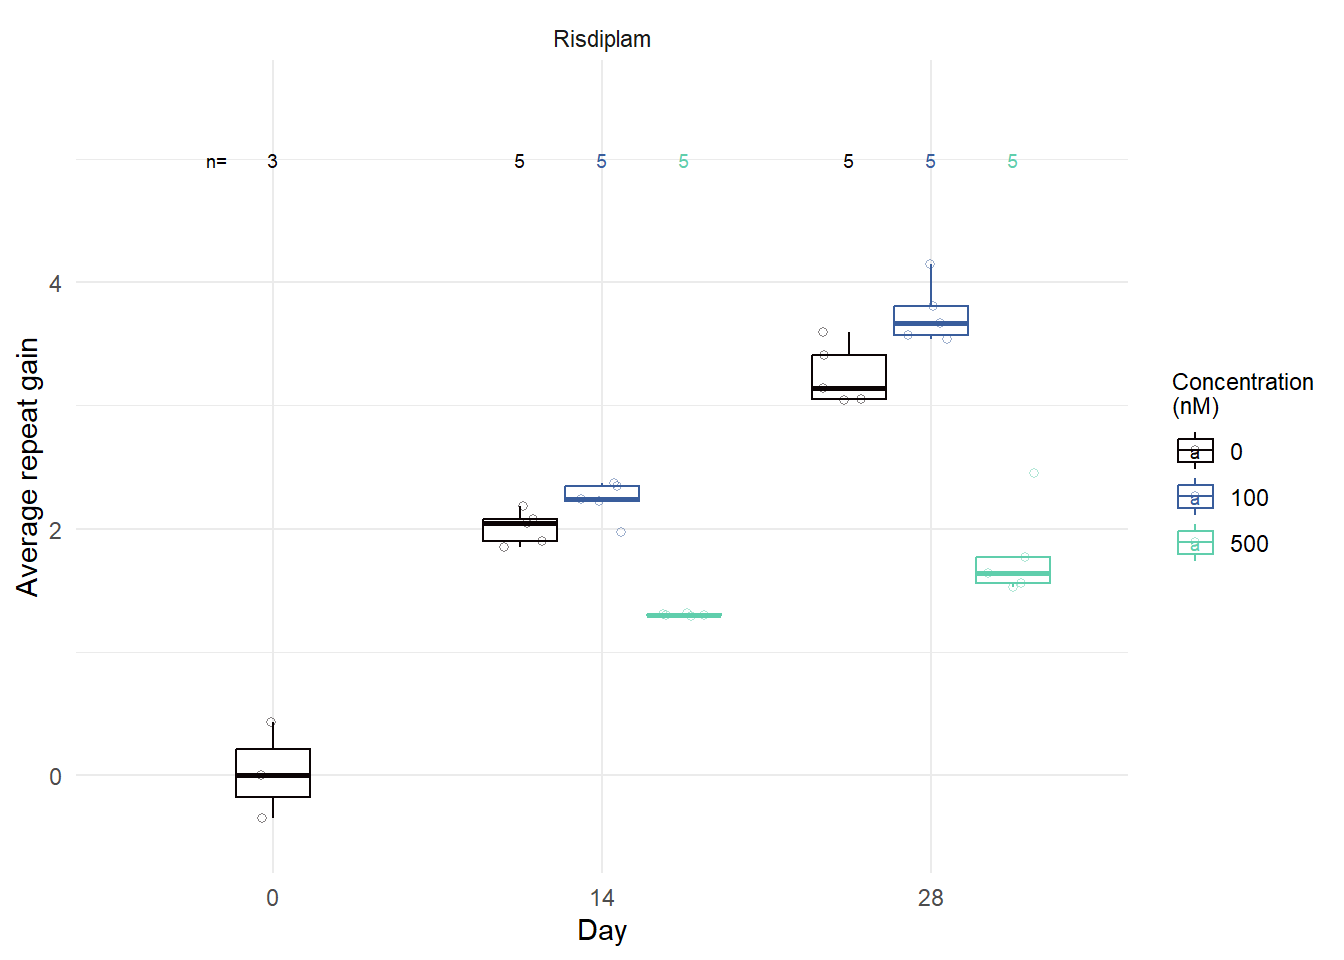 Risdiplam
n= 3 5 5 5 5 5 5
4
2
0
0 14 28
Day
Average repeat gain
Concentration
(nM)
a 0
a 100
a 500